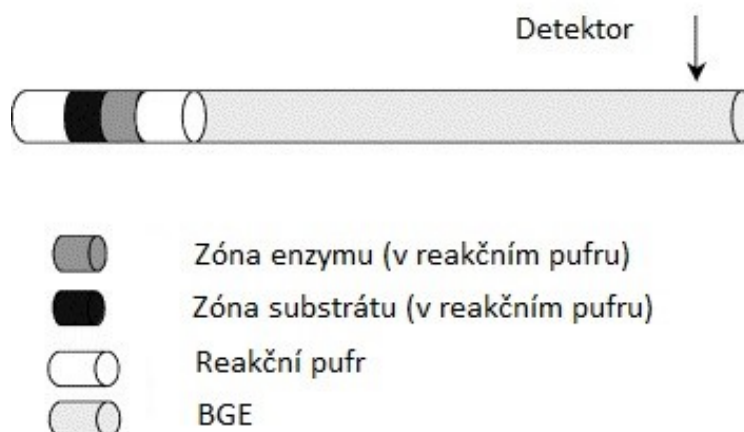 Detektor
Zóna enzymu (v reakčním pufru)
Zóna substrátu (v reakčním pufru)
Reakční pufr
BGE